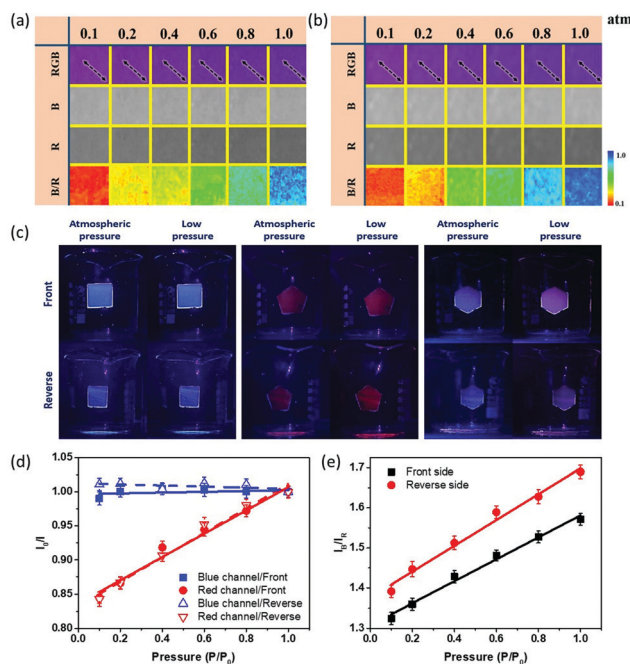 (a)
0.1 0.2 0.4 0.6 0.8 1.0
RGB
B
R
B/R
(b)
0.1 0.2 0.4 0.6 0.8 1.0 atm
RGB
B
R
B/R
1.0
0.1
(c)
Atmospheric pressure
Low pressure
Atmospheric pressure
Low pressure
Atmospheric pressure
Low pressure
Front
Reverse
(d)
1.05
1.00
0.95
0.90
0.85
0.80
I₀/I
Blue channel/Front
Red channel/Front
Blue channel/Reverse
Red channel/Reverse
0.0 0.2 0.4 0.6 0.8 1.0
Pressure (P/P₀)
(e)
1.7
1.6
1.5
1.4
1.3
I_B/I_R
Front side
Reverse side
0.0 0.2 0.4 0.6 0.8 1.0
Pressure (P/P₀)